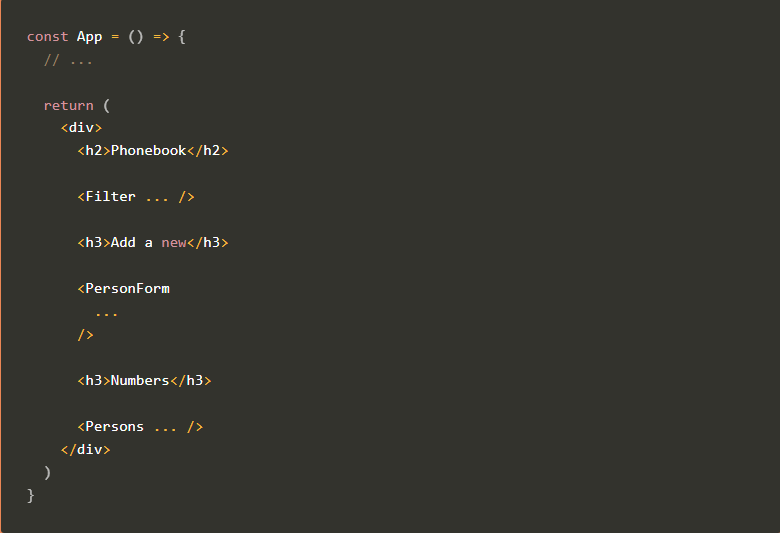 const App = () => {
  // ...

  return (
    <div>
      <h2>Phonebook</h2>

      <Filter ... />

      <h3>Add a new</h3>

      <PersonForm
        ...
      />

      <h3>Numbers</h3>

      <Persons ... />
    </div>
  )
}